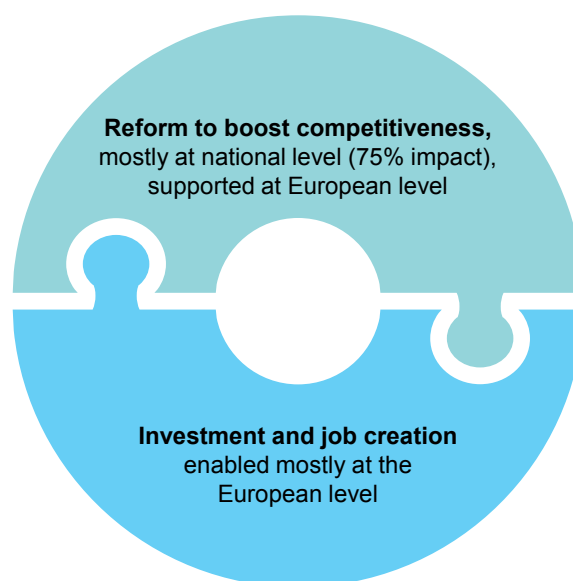 Reform to boost competitiveness,
mostly at national level (75% impact),
supported at European level
Investment and job creation
enabled mostly at the
European level